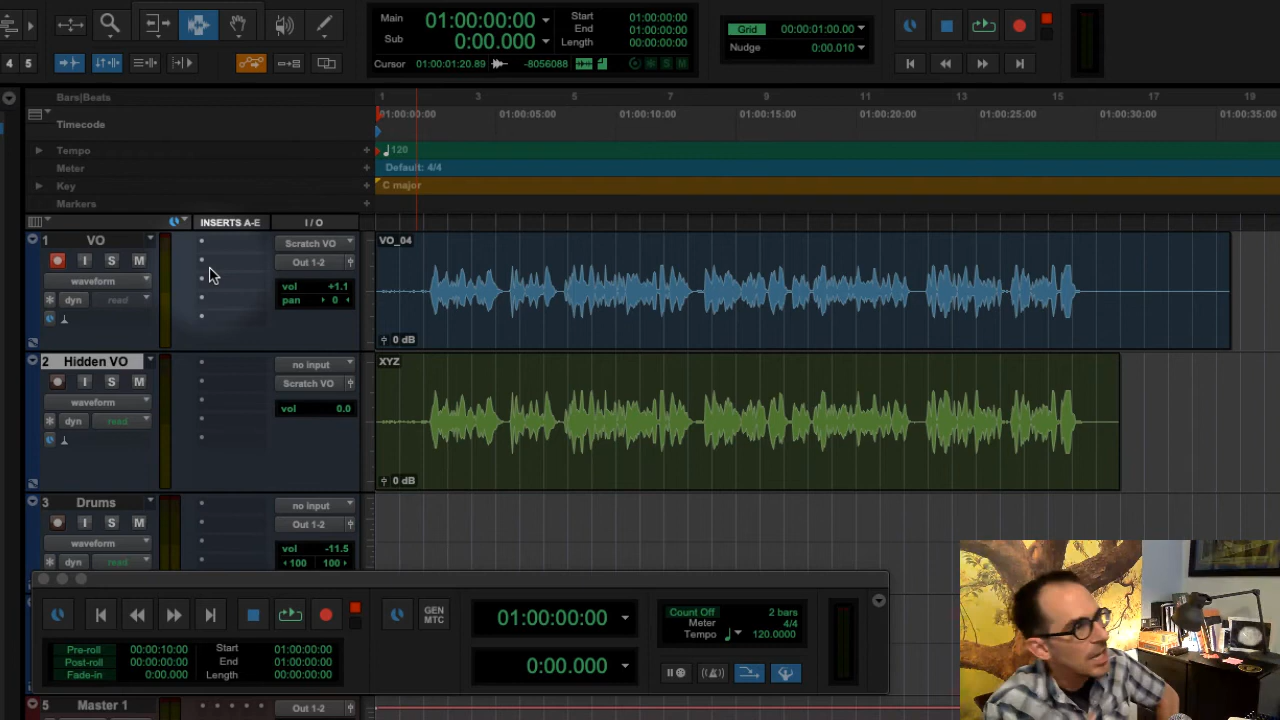 Main 01:00:00:00
Sub 0:00.000
Start 01:00:00:00
End 01:00:00:00
Length 00:00:00:00
Cursor 01:00:01:20.89 -8056088 S M
Grid 00:00:01:00.00
Nudge 0:00.010
4 5
Bars|Beats 1 3 5 7 9 11 13 15 17 19
Timecode 01:00:00:00 01:00:05:00 01:00:10:00 01:00:15:00 01:00:20:00 01:00:25:00 01:00:30:00 01:00:35:00
Tempo + 120
Meter + Default: 4/4
Key + C major
Markers +
INSERTS A-E I / O
1 VO
I S M
waveform
dyn read
Scratch VO
Out 1-2
vol +1.1
pan 0
VO_04
0 dB
2 Hidden VO
I S M
waveform
dyn read
no input
Scratch VO
vol 0.0
XYZ
0 dB
3 Drums
I S M
waveform
dyn read
no input
Out 1-2
vol -11.5
100 100
GEN
MTC
01:00:00:00
0:00.000
Count Off 2 bars
Meter 4/4
Tempo 120.0000
Pre-roll 00:00:10:00
Post-roll 00:00:00:00
Fade-in 0:00.000
Start 01:00:00:00
End 01:00:00:00
Length 00:00:00:00
5 Master 1
Out 1-2